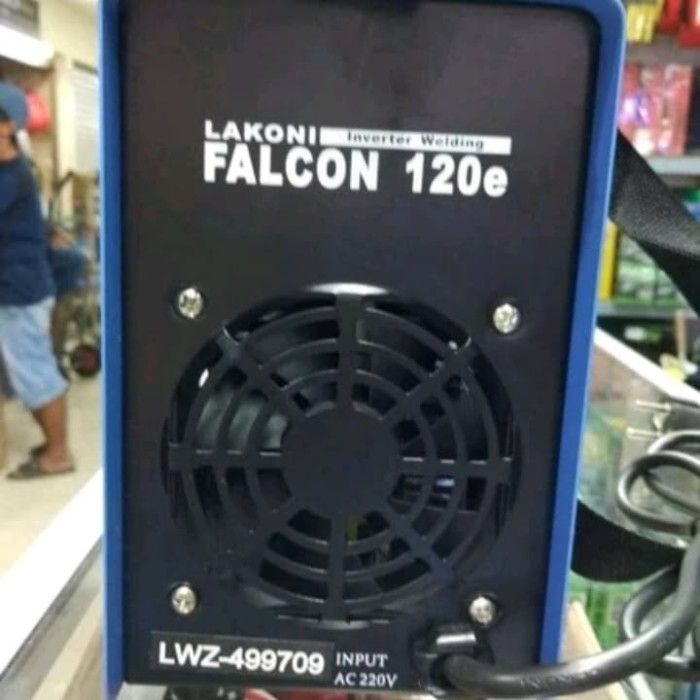 LAKONI Inverter Welding
FALCON 120e
LWZ-499709
INPUT
AC 220V